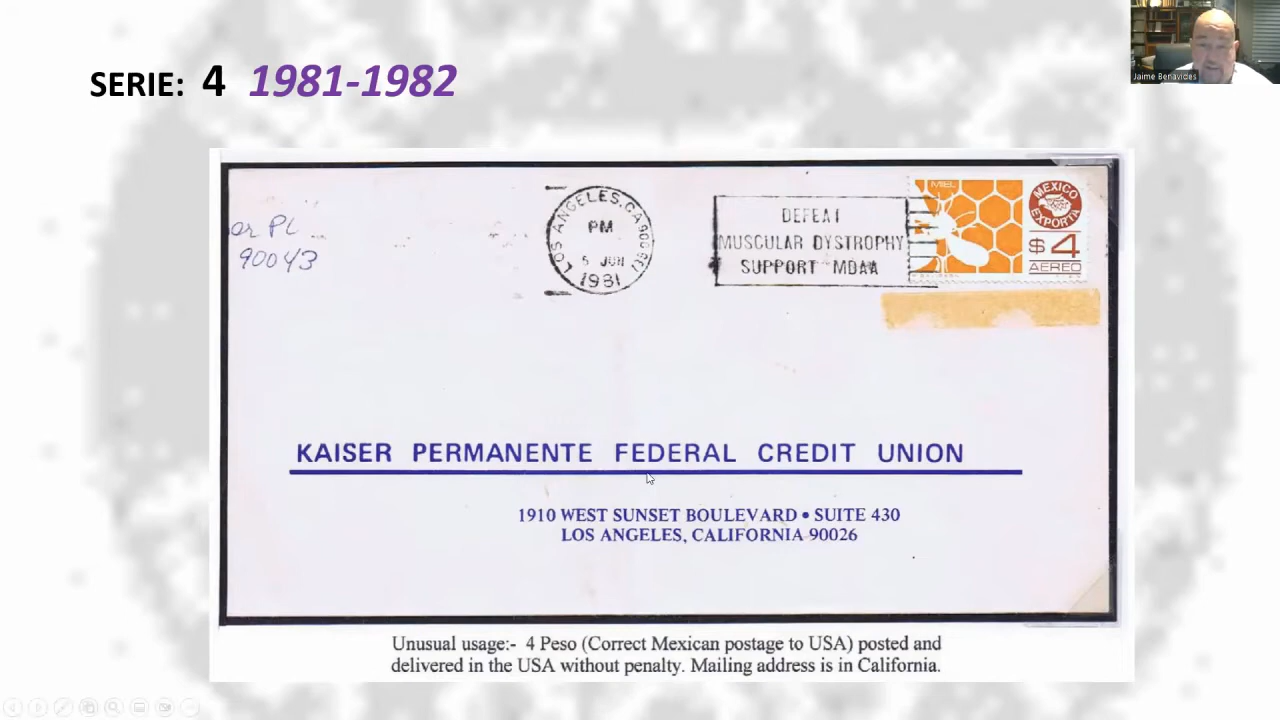 SERIE: 4 1981-1982
Jaime Benavides
or PL
90043
LOS ANGELES, CA
PM
5 JUN
1981
DEFEAT
MUSCULAR DYSTROPHY
SUPPORT MDAA
MIEL
MEXICO
EXPORTA
$4
AEREO
KAISER PERMANENTE FEDERAL CREDIT UNION
1910 WEST SUNSET BOULEVARD • SUITE 430
LOS ANGELES, CALIFORNIA 90026
Unusual usage:- 4 Peso (Correct Mexican postage to USA) posted and
delivered in the USA without penalty. Mailing address is in California.